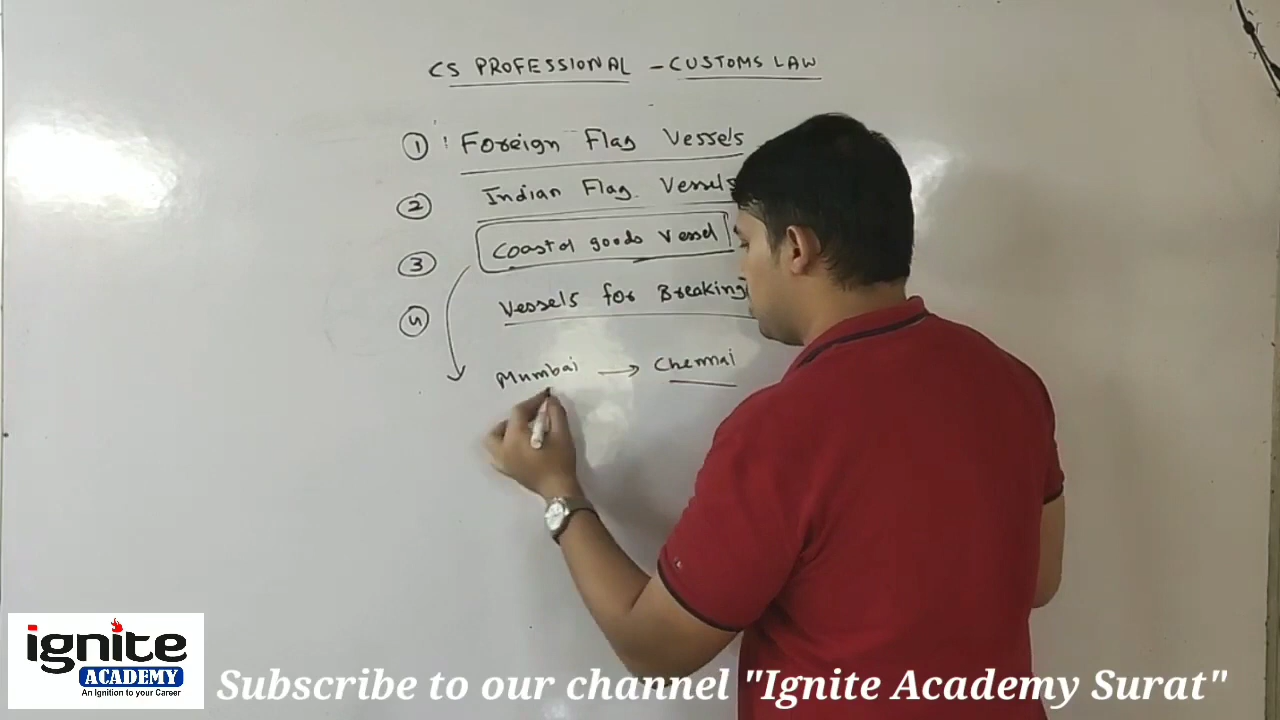 CS PROFESSIONAL - CUSTOMS LAW
① : Foreign Flag Vessels
② Indian Flag Vessels
③ Coastal goods Vessel
④ Vessels for Breaking
Mumbai → Chennai
ignite
ACADEMY
An Ignition to your Career
Subscribe to our channel "Ignite Academy Surat"